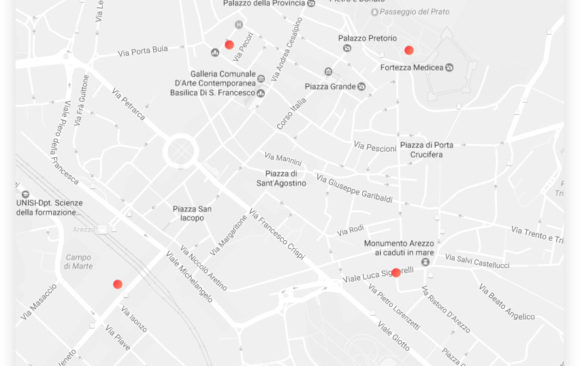 Palazzo della Provincia
Passeggio del Prato
Via Pecori
Via Andrea Cesalpino
Palazzo Pretorio
Via Porta Buia
Fortezza Medicea
Galleria Comunale
D'Arte Contemporanea
Basilica Di S. Francesco
Piazza Grande
Via Petrarca
Via Fra Guittone
Viale Piero della
Francesca
Corso Italia
Via Pescioni
Piazza di Porta
Crucifera
Via Mannini
Piazza di
Sant'Agostino
Via Giuseppe Garibaldi
UNISI-Dpt. Scienze
della formazione...
Piazza San
Iacopo
Via Margaritone
Via Francesco Crispi
Via Rodi
Via Trento e Tri
Arezzo
Monumento Arezzo
ai caduti in mare
Campo
di Marte
Via Niccolò Aretino
Viale Michelangelo
Via Salvi Castellucci
Viale Luca Signorelli
Via Masaccio
Via Isonzo
Via Piave
Veneto
Via Pietro Lorenzetti
Via Ristoro D'Arezzo
Via Beato Angelico
Viale Giotto
Piazza